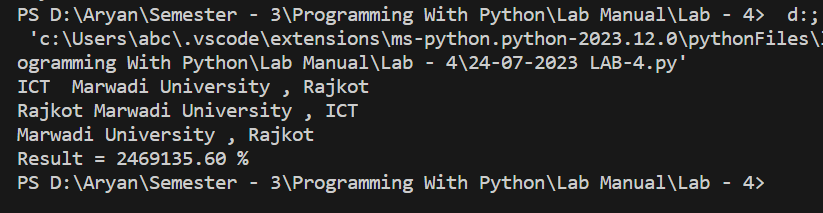 PS D:\Aryan\Semester - 3\Programming With Python\Lab Manual\Lab - 4>  d:;
 'c:\Users\abc\.vscode\extensions\ms-python.python-2023.12.0\pythonFiles\
ogramming With Python\Lab Manual\Lab - 4\24-07-2023 LAB-4.py'
ICT  Marwadi University , Rajkot
Rajkot Marwadi University , ICT
Marwadi University , Rajkot
Result = 2469135.60 %
PS D:\Aryan\Semester - 3\Programming With Python\Lab Manual\Lab - 4>